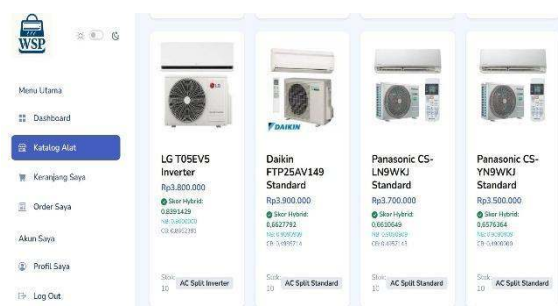 WSP
Menu Utama
Dashboard
Katalog Alat
Keranjang Saya
Order Saya
Akun Saya
Profil Saya
Log Out
LG
LG T05EV5
Inverter
Rp3.800.000
Skor Hybrid:
0,8391429
Stok:
10
AC Split Inverter
DAIKIN
Daikin
FTP25AV149
Standard
Rp3.900.000
Skor Hybrid:
0,6627792
Stok:
10
AC Split Standard
Panasonic CS-
LN9WKJ
Standard
Rp3.700.000
Skor Hybrid:
0,6630649
Stok:
10
AC Split Standard
Panasonic CS-
YN9WKJ
Standard
Rp3.500.000
Skor Hybrid:
0,6576364
Stok:
10
AC Split Standard